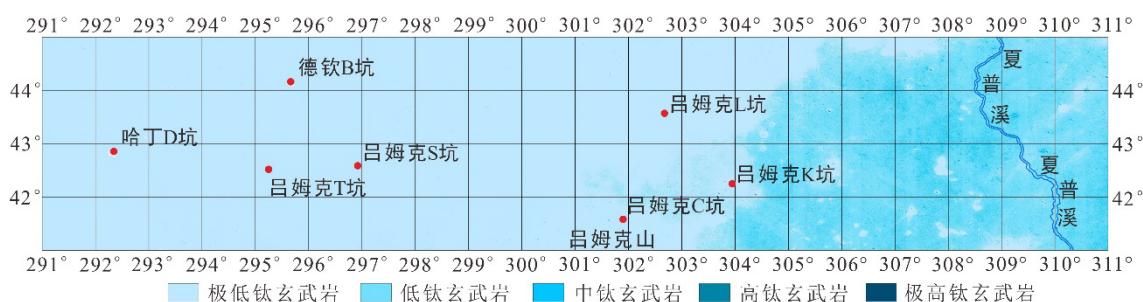 291° 292° 293° 294° 295° 296° 297° 298° 299° 300° 301° 302° 303° 304° 305° 306° 307° 308° 309° 310° 311°
夏普溪
德钦B坑
44° 44°
吕姆克L坑
哈丁D坑
43° 43°
吕姆克S坑
吕姆克T坑
吕姆克K坑
夏普溪
42° 42°
吕姆克C坑
吕姆克山
291° 292° 293° 294° 295° 296° 297° 298° 299° 300° 301° 302° 303° 304° 305° 306° 307° 308° 309° 310° 311°
极低钛玄武岩 低钛玄武岩 中钛玄武岩 高钛玄武岩 极高钛玄武岩